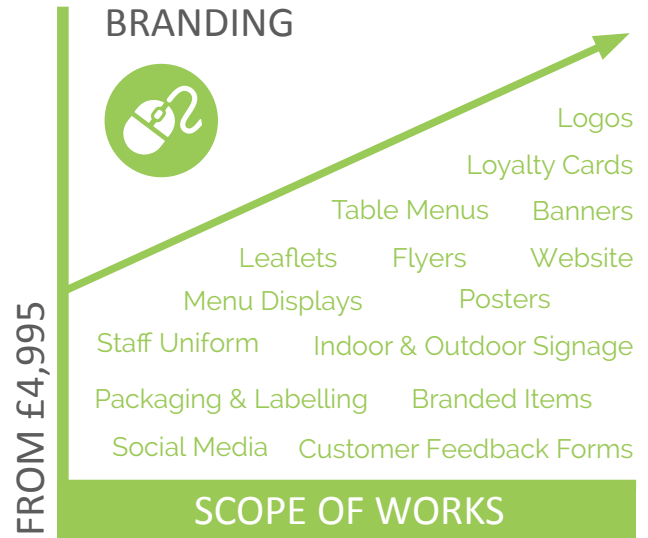 BRANDING
Logos
Loyalty Cards
Table Menus Banners
Leaflets Flyers Website
Menu Displays Posters
Staff Uniform Indoor & Outdoor Signage
Packaging & Labelling Branded Items
Social Media Customer Feedback Forms
FROM £4,995
SCOPE OF WORKS